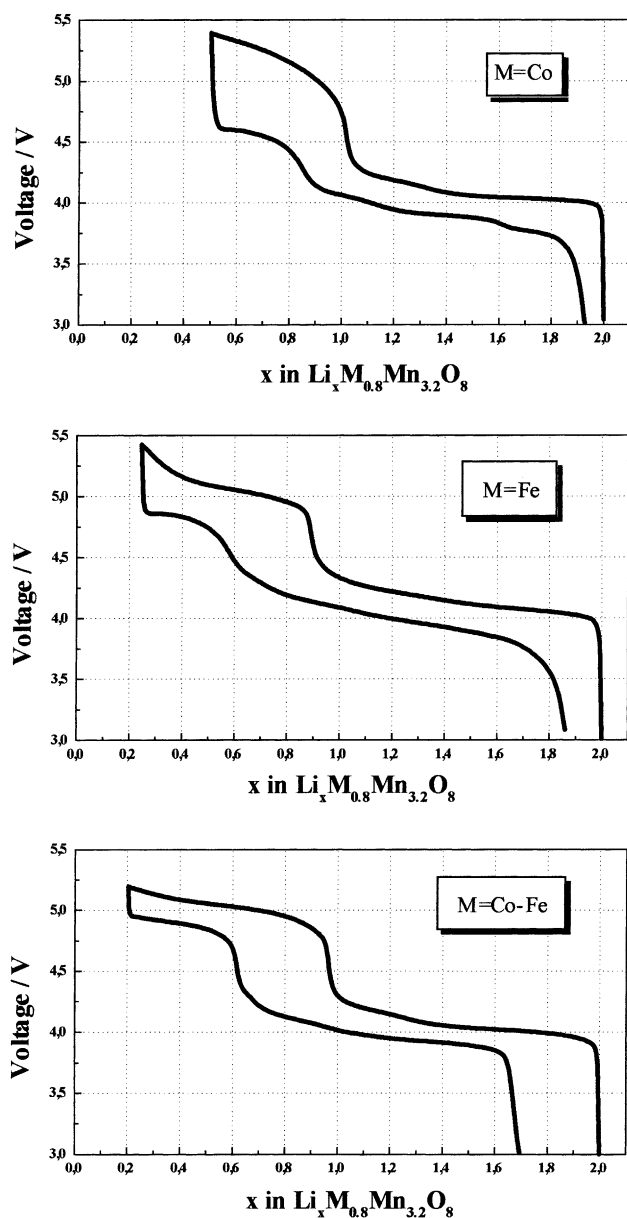 5,5
M=Co
5,0
4,5
4,0
3,5
3,0
Voltage / V
0,0 0,2 0,4 0,6 0,8 1,0 1,2 1,4 1,6 1,8 2,0
x in LiₓM₀.₈Mn₃.₂O₈
5,5
M=Fe
5,0
4,5
4,0
3,5
3,0
Voltage / V
0,0 0,2 0,4 0,6 0,8 1,0 1,2 1,4 1,6 1,8 2,0
x in LiₓM₀.₈Mn₃.₂O₈
5,5
M=Co-Fe
5,0
4,5
4,0
3,5
3,0
Voltage / V
0,0 0,2 0,4 0,6 0,8 1,0 1,2 1,4 1,6 1,8 2,0
x in LiₓM₀.₈Mn₃.₂O₈